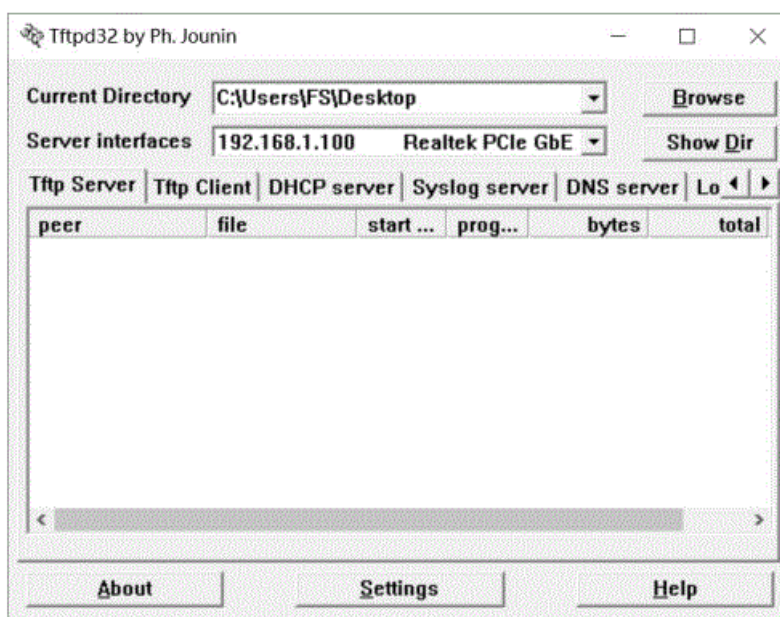 Tftpd32 by Ph. Jounin
Current Directory C:\Users\FS\Desktop Browse
Server interfaces 192.168.1.100 Realtek PCIe GbE Show Dir
Tftp Server Tftp Client DHCP server Syslog server DNS server Lo
peer file start ... prog... bytes total
About Settings Help